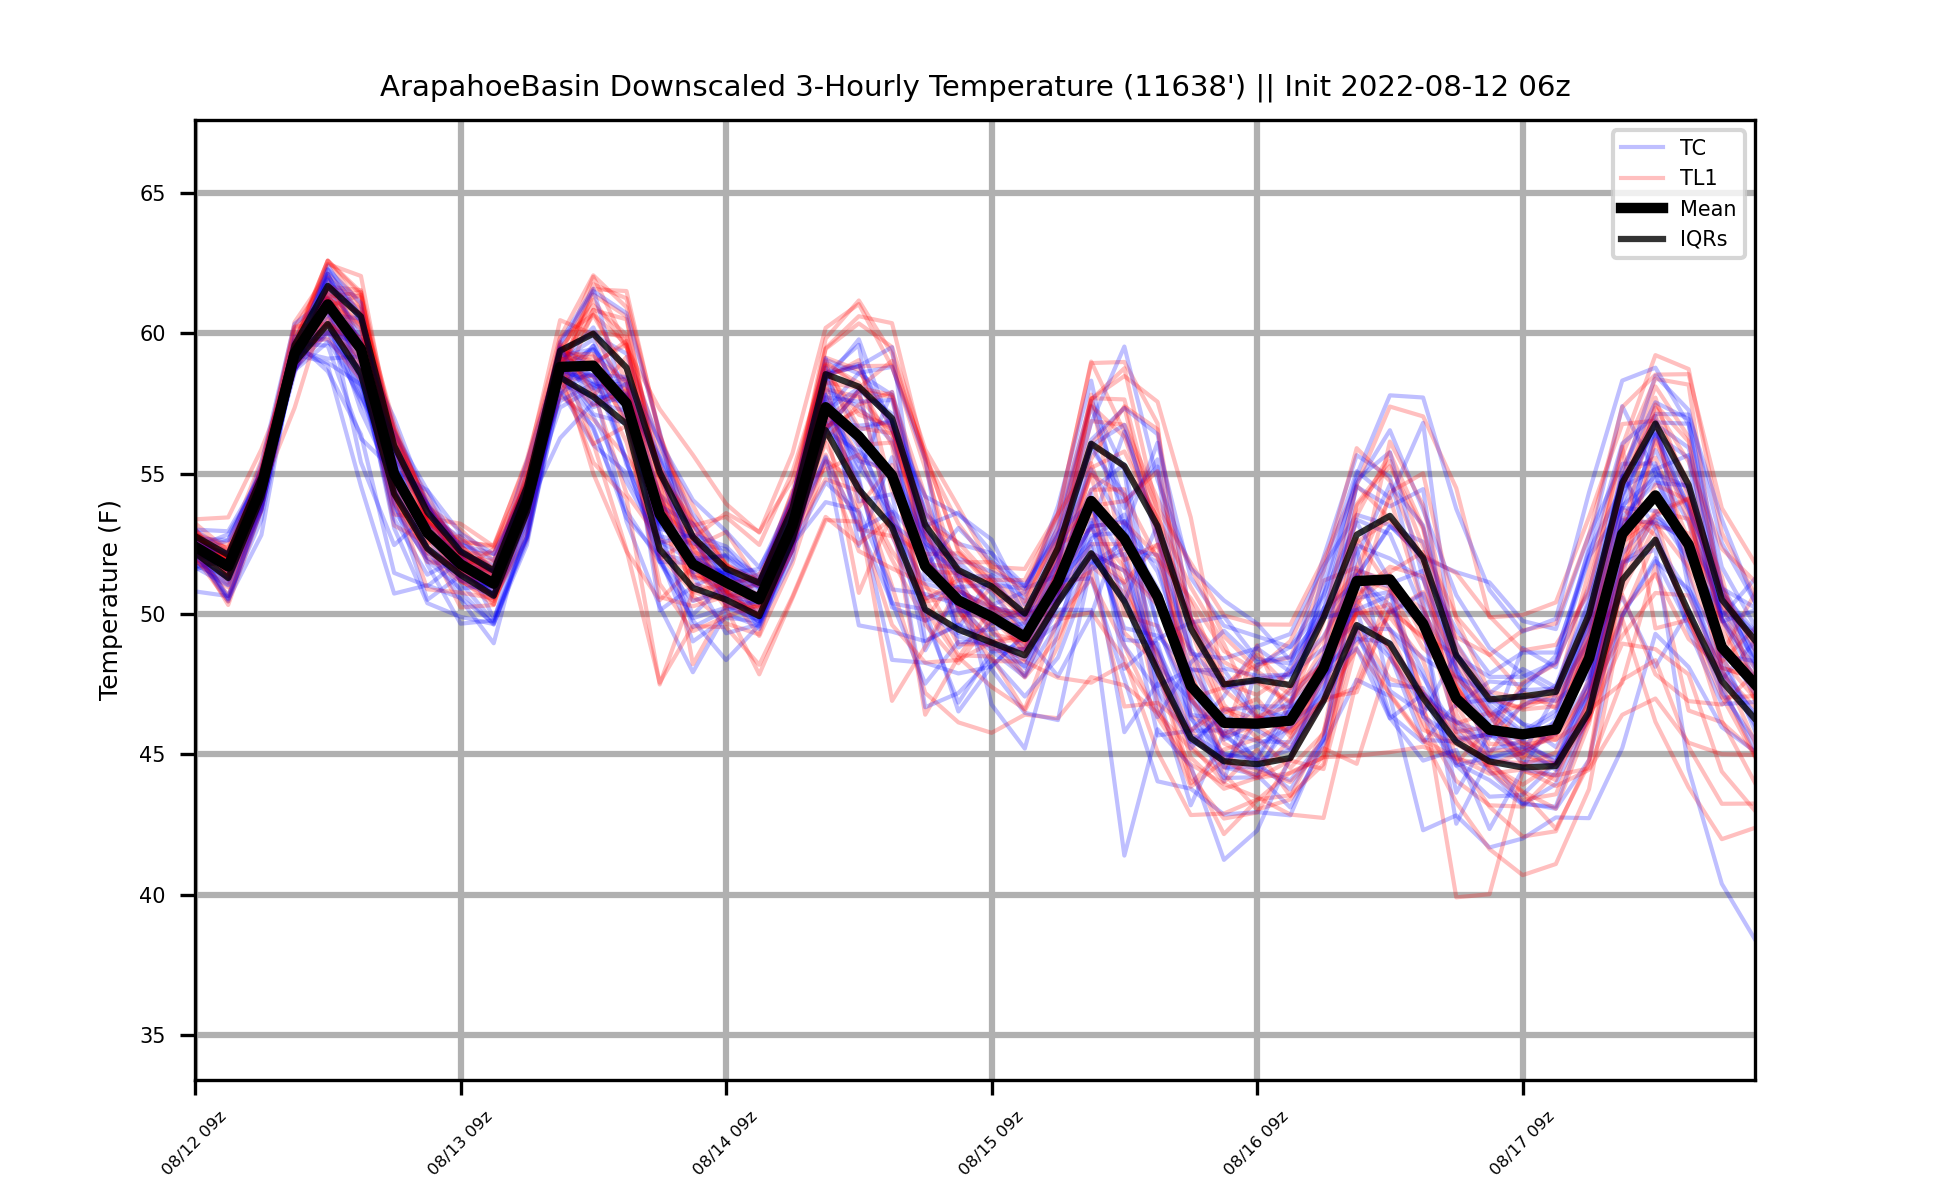 ArapahoeBasin Downscaled 3-Hourly Temperature (11638') || Init 2022-08-12 06z
TC
TL1
Mean
IQRs
Temperature (F)
65
60
55
50
45
40
35
08/12 09z
08/13 09z
08/14 09z
08/15 09z
08/16 09z
08/17 09z